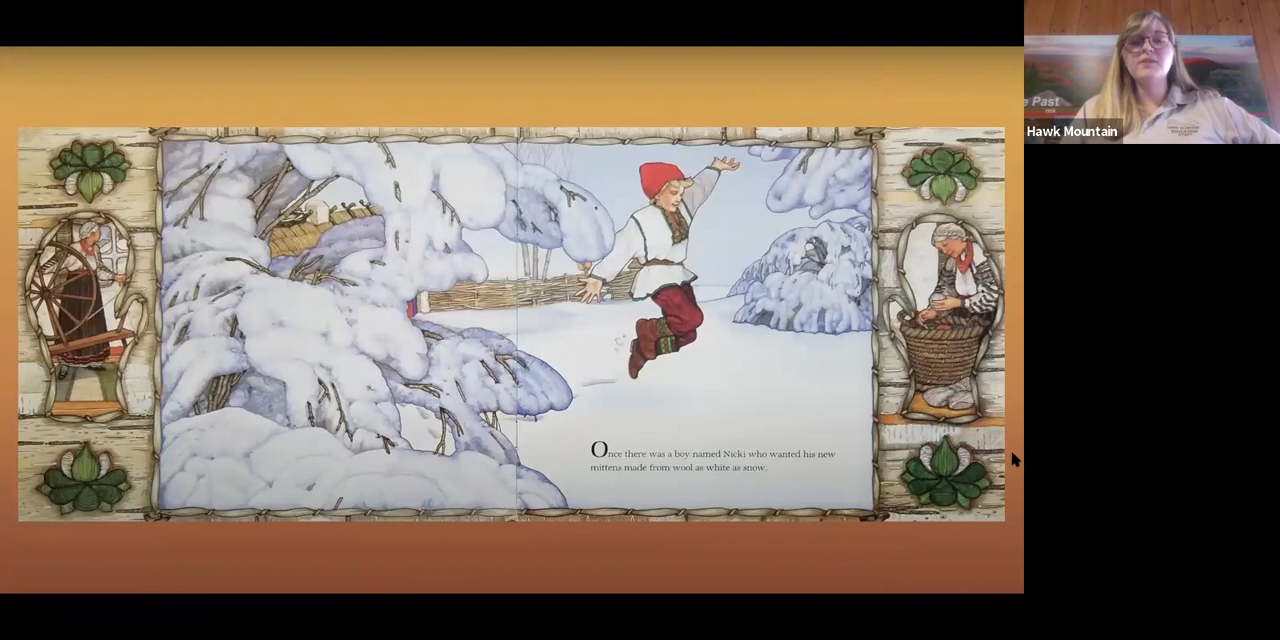 e Past
Hawk Mountain
Once there was a boy named Nicki who wanted his new
mittens made from wool as white as snow.